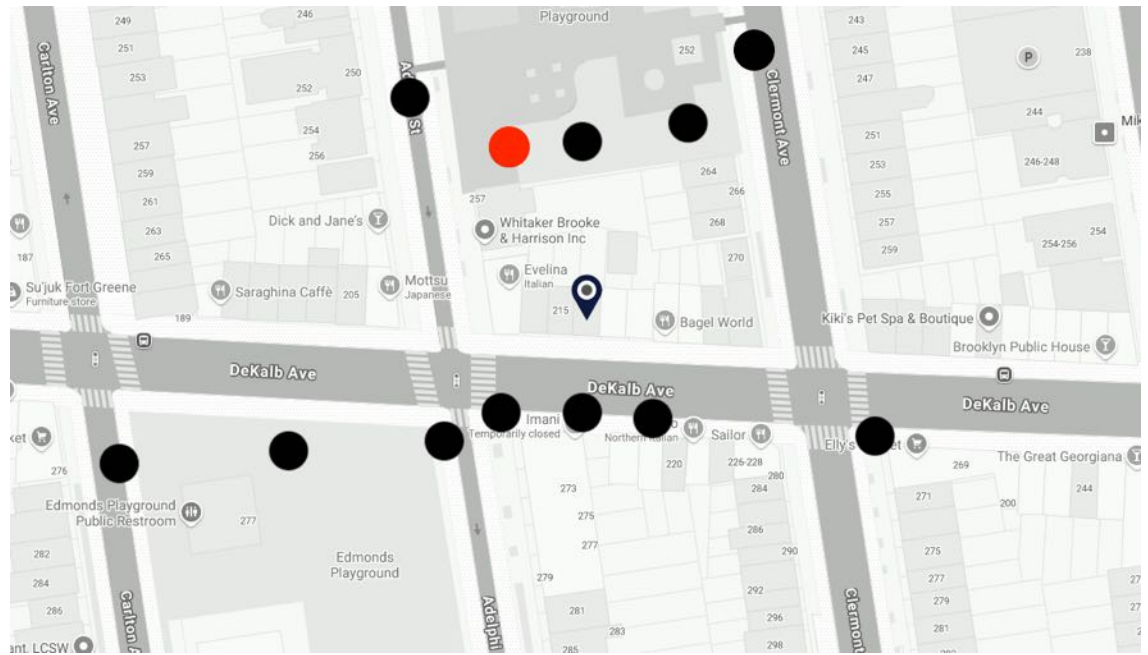 Playground
249
251
253
246
250
252
254
256
257
259
261
263
265
Carlton Ave
St
252
Clermont Ave
243
245
247
P
238
244
246-248
251
253
255
257
259
254
254-256
257
264
266
268
270
Whitaker Brooke
& Harrison Inc
Dick and Jane's
187
Su'juk Fort Greene
Furniture store
Saraghina Caffè
205
189
Mottsu
Japanese
Evelina
Italian
215
Bagel World
Kiki's Pet Spa & Boutique
Brooklyn Public House
DeKalb Ave
DeKalb Ave
DeKalb Ave
Imani
Temporarily closed
Northern Italian
Sailor
220
226-228
280
276
Edmonds Playground
Public Restroom
277
Edmonds
Playground
282
284
286
273
275
277
279
281
283
285
284
286
290
292
296
298
269
The Great Georgiana
271
200
244
275
277
279
281
Adelphi
Clermont
LCSW